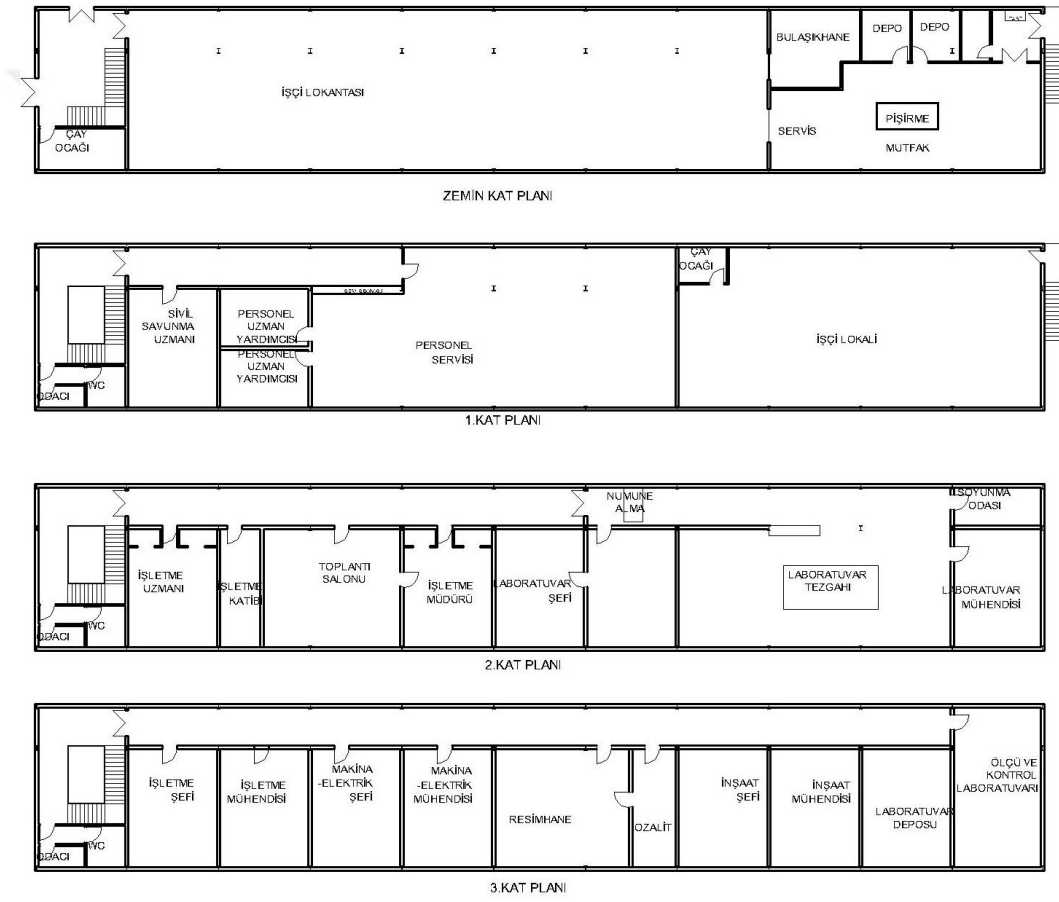 BULAŞIKHANE
DEPO
DEPO
İŞÇİ LOKANTASI
ÇAY
OCAĞI
SERVİS
PİŞİRME
MUTFAK
ZEMİN KAT PLANI
ÇAY
OCAĞI
SİVİL
SAVUNMA
UZMANI
PERSONEL
UZMAN
YARDIMCISI
PERSONEL
UZMAN
YARDIMCISI
PERSONEL
SERVİSİ
İŞÇİ LOKALİ
WC
ODACI
1.KAT PLANI
NUMUNE
ALMA
SOYUNMA
ODASI
İŞLETME
UZMANI
İŞLETME
KATİBİ
TOPLANTI
SALONU
İŞLETME
MÜDÜRÜ
LABORATUVAR
ŞEFİ
LABORATUVAR
TEZGAHI
LABORATUVAR
MÜHENDİSİ
WC
ODACI
2.KAT PLANI
İŞLETME
ŞEFİ
İŞLETME
MÜHENDİSİ
MAKİNA
-ELEKTRİK
ŞEFİ
MAKİNA
-ELEKTRİK
MÜHENDİSİ
RESİMHANE
OZALİT
İNŞAAT
ŞEFİ
İNŞAAT
MÜHENDİSİ
LABORATUVAR
DEPOSU
ÖLÇÜ VE
KONTROL
LABORATUVARI
WC
ODACI
3.KAT PLANI